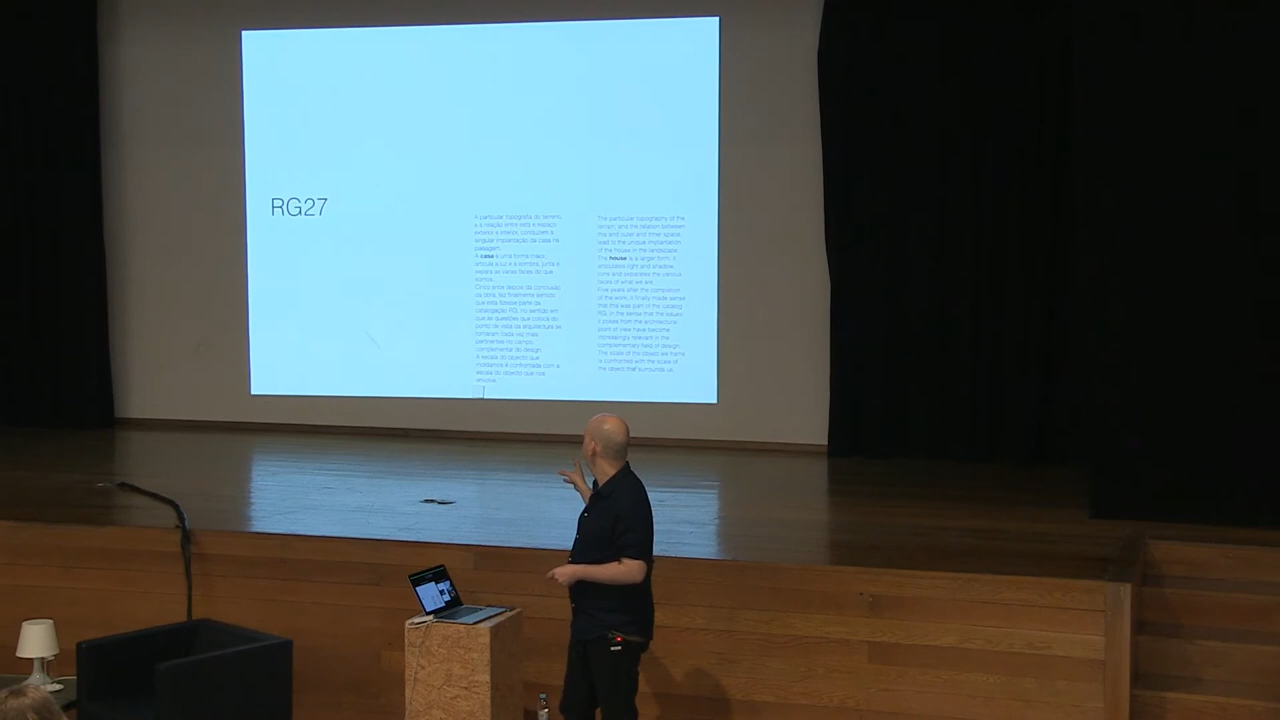 RG27
A particular topografia do terreno,
e a relação entre esta e espaço
exterior e interior, conduzem à
singular implantação da casa na
paisagem.
A casa é uma forma maior,
articula a luz e a sombra, junta e
separa as várias faces do que
somos.
Cinco anos depois da conclusão
da obra, fez finalmente sentido
que esta fizesse parte da
catalogação RG, no sentido em
que as questões que coloca do
ponto de vista da arquitectura se
tornaram cada vez mais
pertinentes no campo
complementar do design.
A escala do objecto que
moldamos é confrontada com a
escala do objecto que nos
envolve.
The particular topography of the
terrain, and the relation between
this and outer and inner space,
lead to the unique implantation
of the house in the landscape.
The house is a larger form, it
articulates light and shadow,
joins and separates the various
faces of what we are.
Five years after the completion
of the work, it finally made sense
that this was part of the catalog
RG, in the sense that the issues
it pokes from the architectural
point of view have become
increasingly relevant in the
complementary field of design.
The scale of the object we frame
is confronted with the scale of
the object that surrounds us.